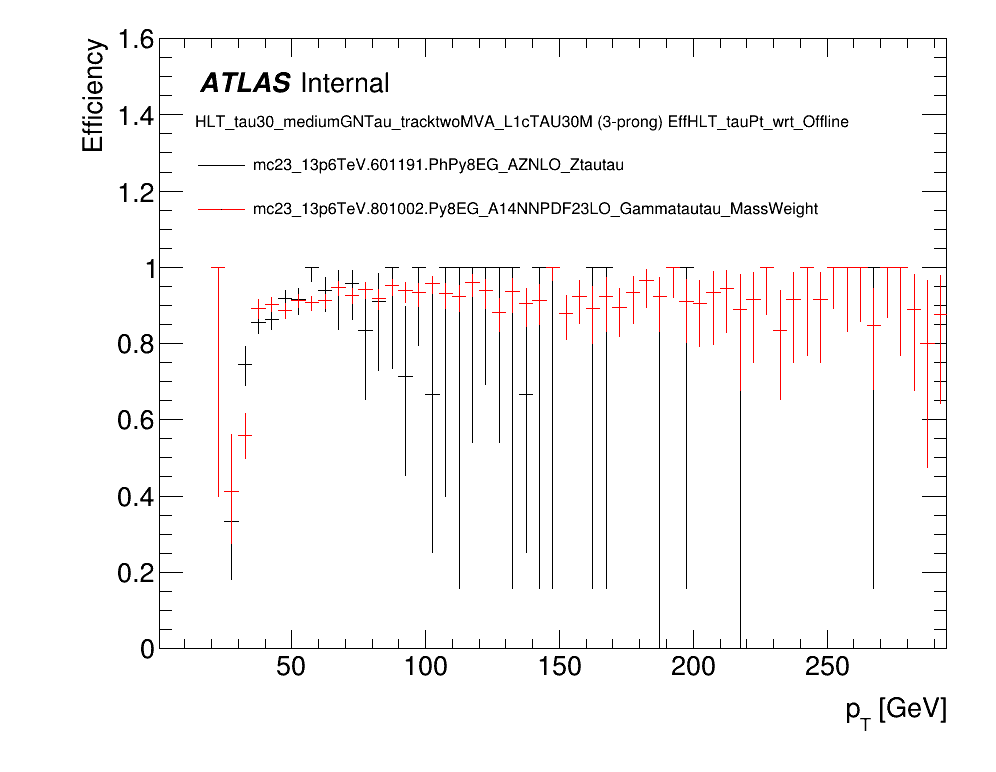 Efficiency
1.6
1.4
1.2
1
0.8
0.6
0.4
0.2
0
ATLAS Internal
HLT_tau30_mediumGNTau_tracktwoMVA_L1cTAU30M (3-prong) EffHLT_tauPt_wrt_Offline
mc23_13p6TeV.601191.PhPy8EG_AZNLO_Ztautau
mc23_13p6TeV.801002.Py8EG_A14NNPDF23LO_Gammatautau_MassWeight
50 100 150 200 250
p_T [GeV]